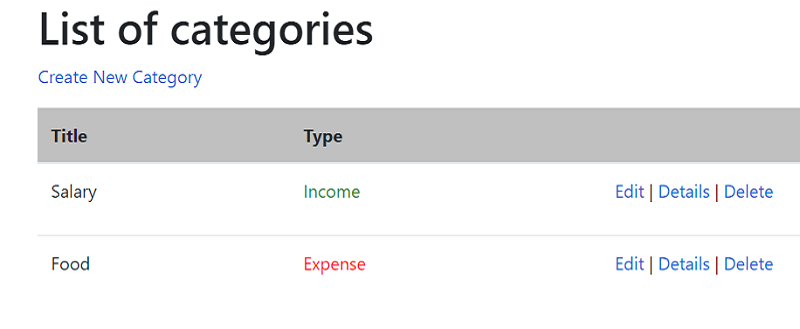 List of categories
Create New Category
Title Type
Salary Income Edit | Details | Delete
Food Expense Edit | Details | Delete